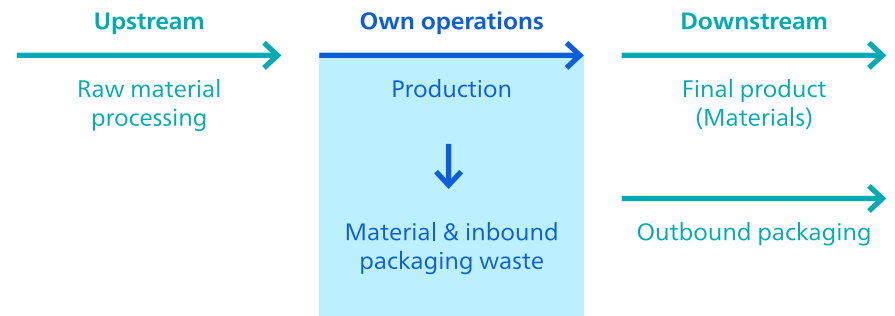 Upstream
Raw material
processing
Own operations
Production
Material & inbound
packaging waste
Downstream
Final product
(Materials)
Outbound packaging